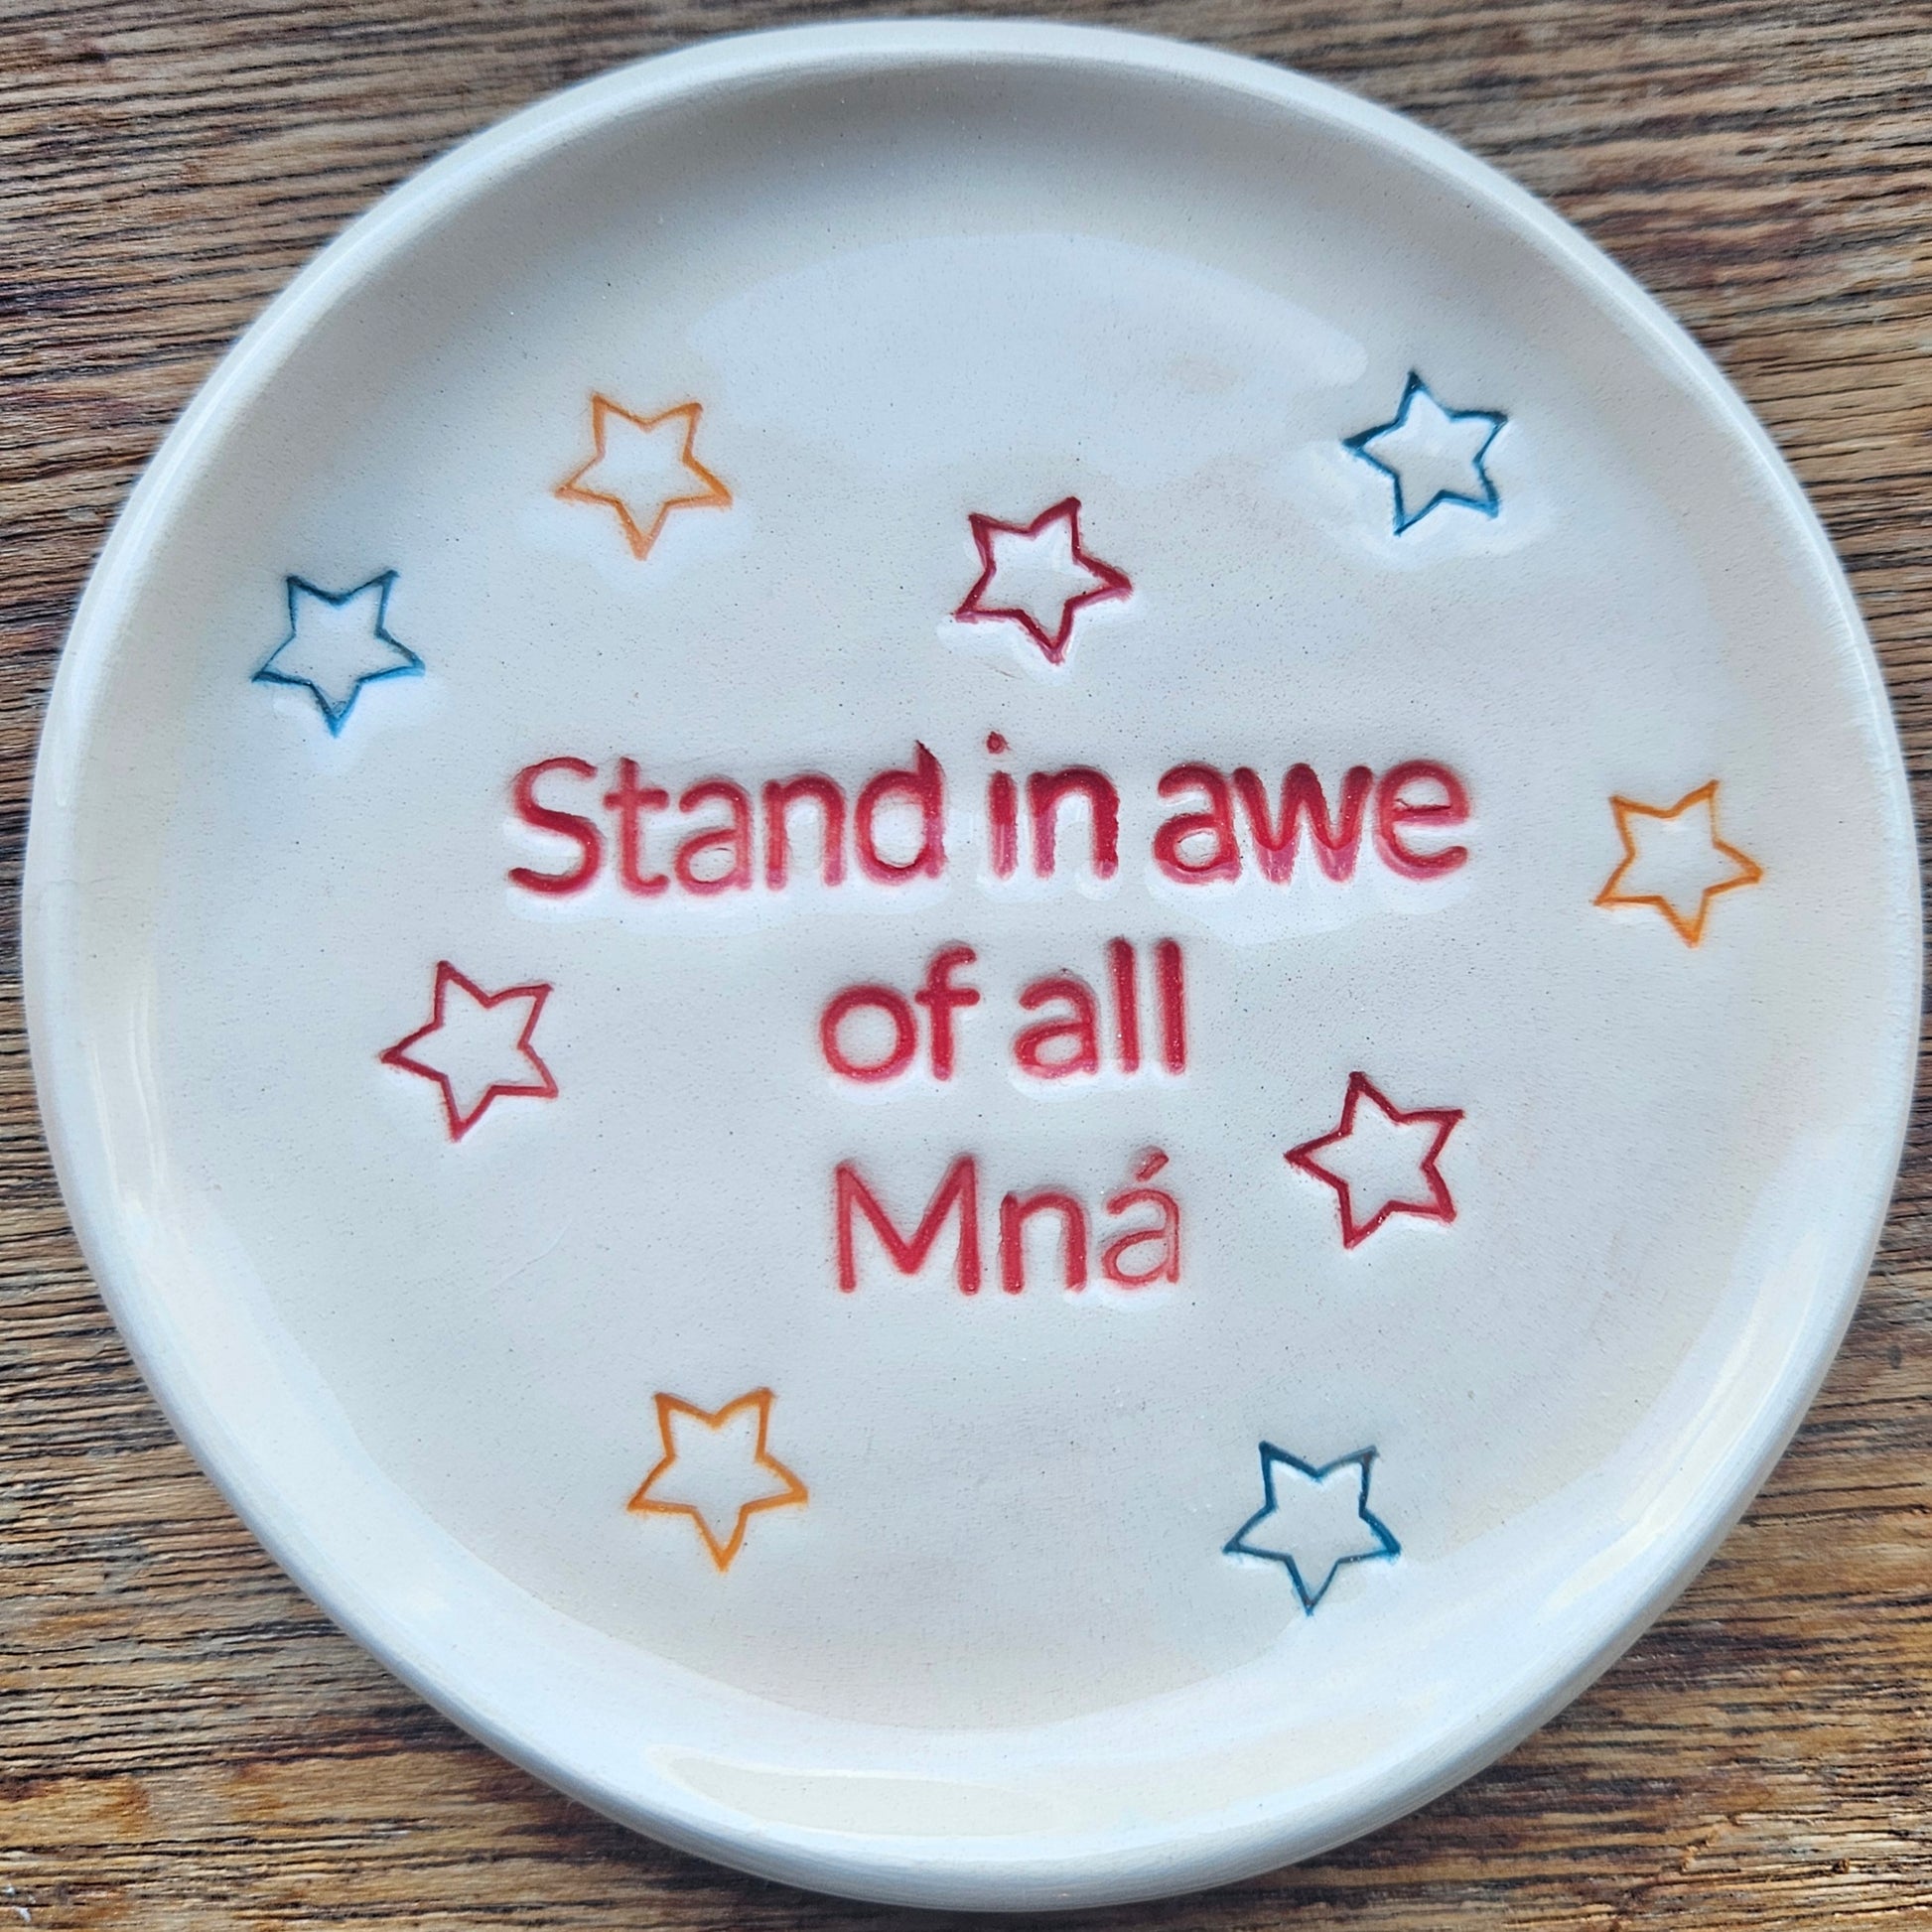 Stand in awe
of all
Mná